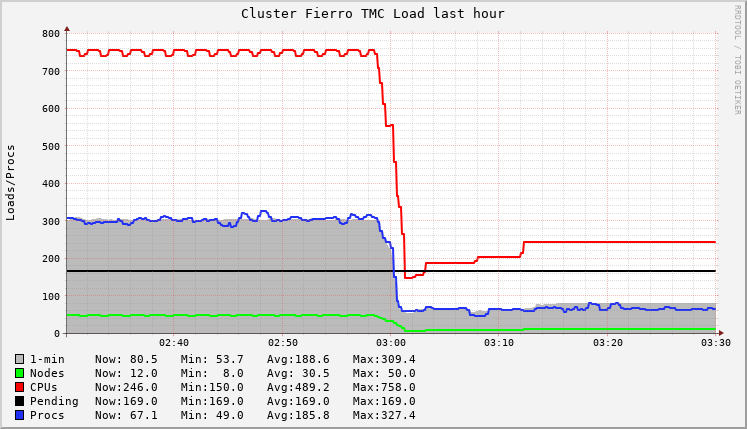 Cluster Fierro TMC Load last hour
RRDTOOL / TOBI OETIKER
Loads/Procs
800
700
600
500
400
300
200
100
0
02:40 02:50 03:00 03:10 03:20 03:30
1-min Now: 80.5 Min: 53.7 Avg:188.6 Max:309.4
Nodes Now: 12.0 Min: 8.0 Avg: 30.5 Max: 50.0
CPUs Now:246.0 Min:150.0 Avg:489.2 Max:758.0
Pending Now:169.0 Min:169.0 Avg:169.0 Max:169.0
Procs Now: 67.1 Min: 49.0 Avg:185.8 Max:327.4